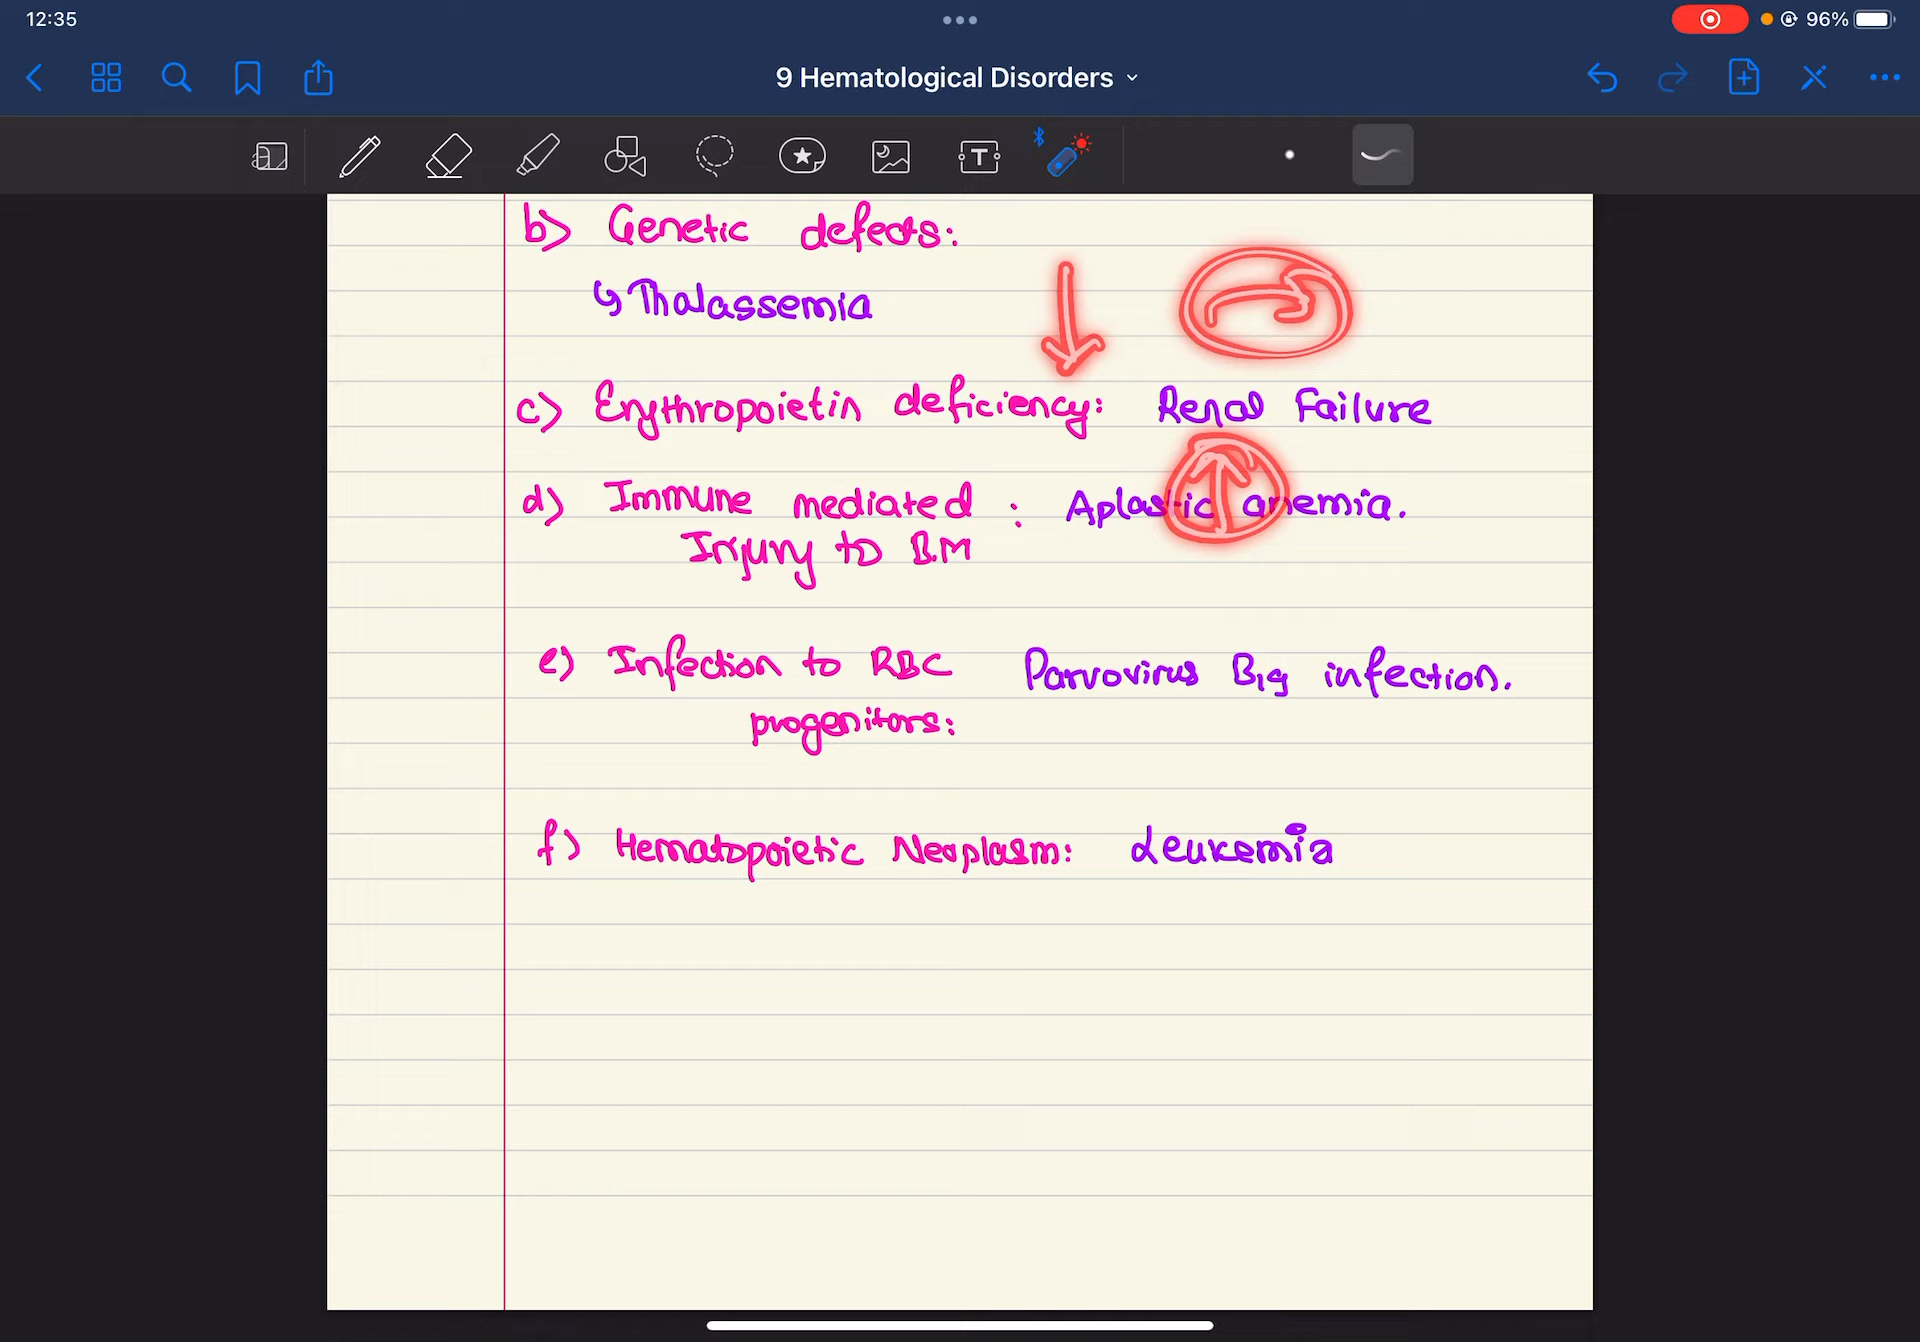 12:35
96%
9 Hematological Disorders
T
b) Genetic defects:
↳ Thalassemia
c) Erythropoietin deficiency: Renal Failure
d) Immune mediated : Aplastic anemia.
Injury to B.M
e) Infection to RBC Parvovirus B19 infection.
progenitors:
f) Hematopoietic Neoplasm: Leukemia